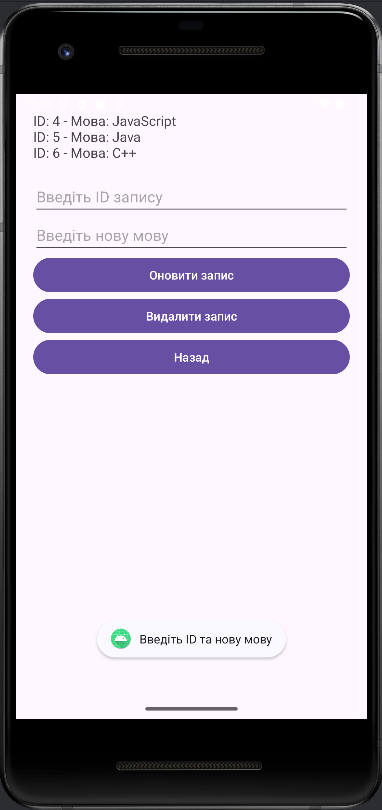 ID: 4 - Мова: JavaScript
ID: 5 - Мова: Java
ID: 6 - Мова: C++
Введіть ID запису
Введіть нову мову
Оновити запис
Видалити запис
Назад
Введіть ID та нову мову